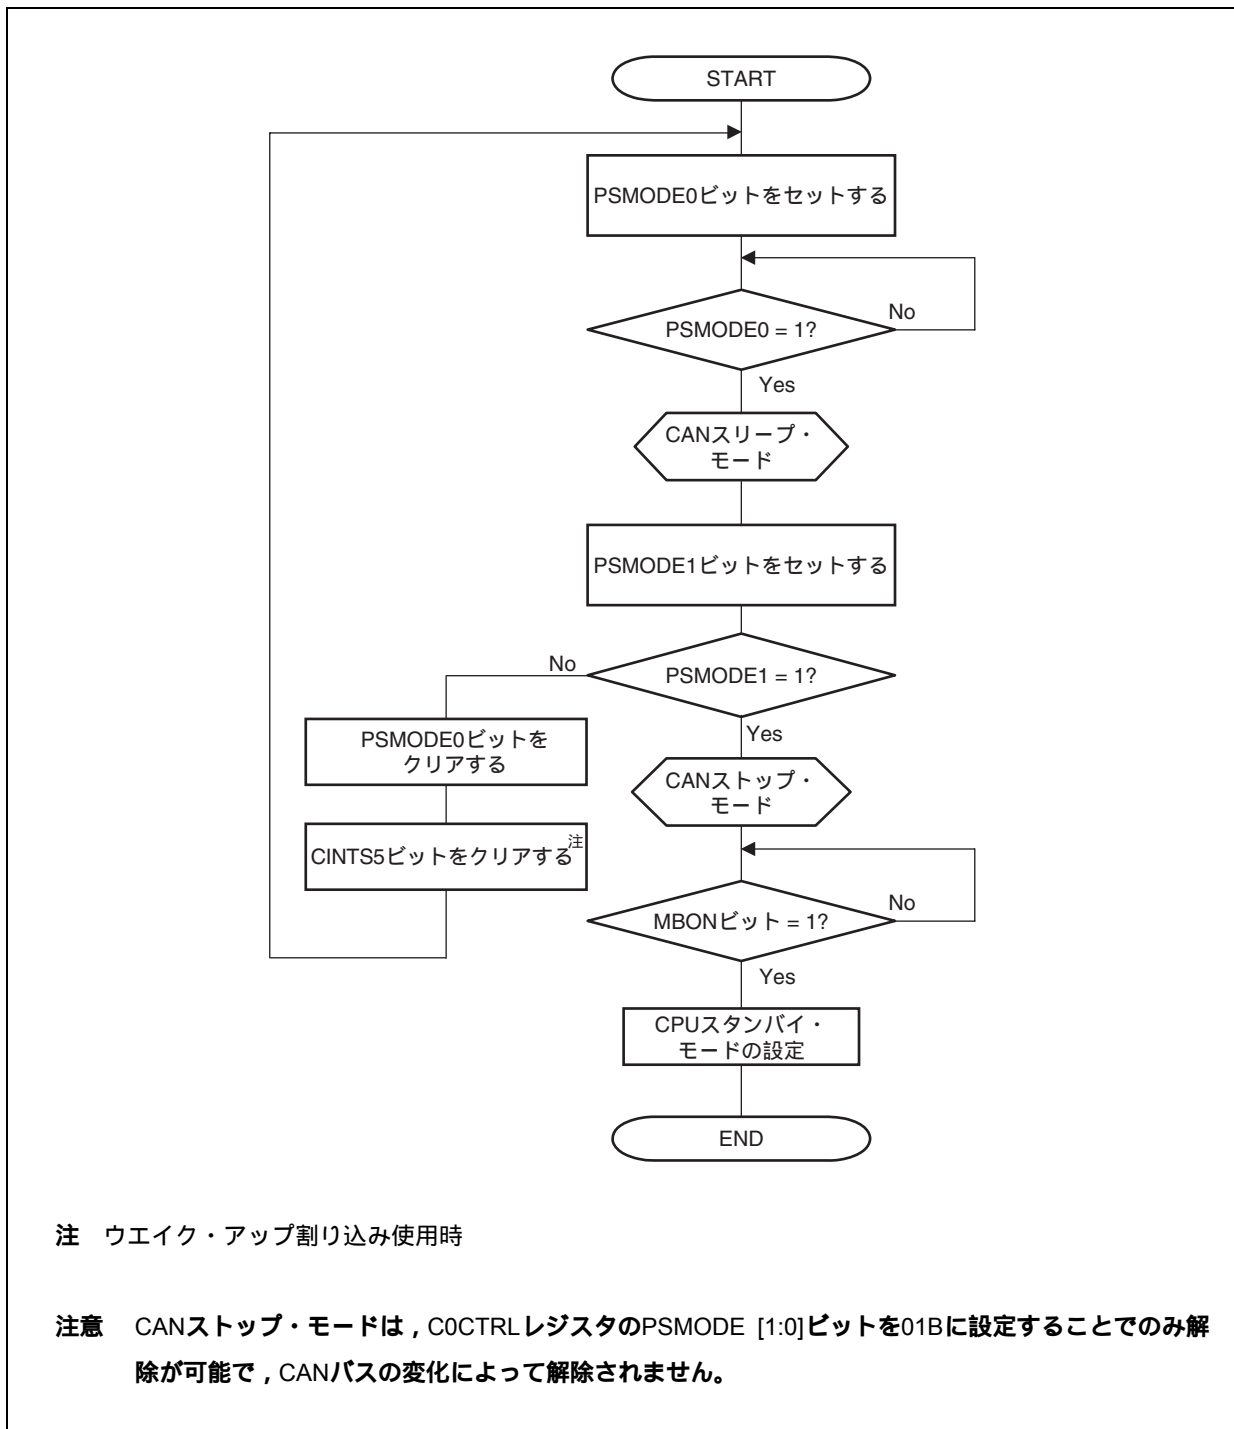 START
PSMODE0ビットをセットする
PSMODE0 = 1?
No
Yes
CANスリープ・
モード
PSMODE1ビットをセットする
PSMODE1 = 1?
No
Yes
PSMODE0ビットを
クリアする
CINTS5ビットをクリアする注
CANストップ・
モード
MBONビット = 1?
No
Yes
CPUスタンバイ・
モードの設定
END
注 ウエイク・アップ割り込み使用時
注意 CANストップ・モードは，C0CTRLレジスタのPSMODE [1:0]ビットを01Bに設定することでのみ解
除が可能で，CANバスの変化によって解除されません。